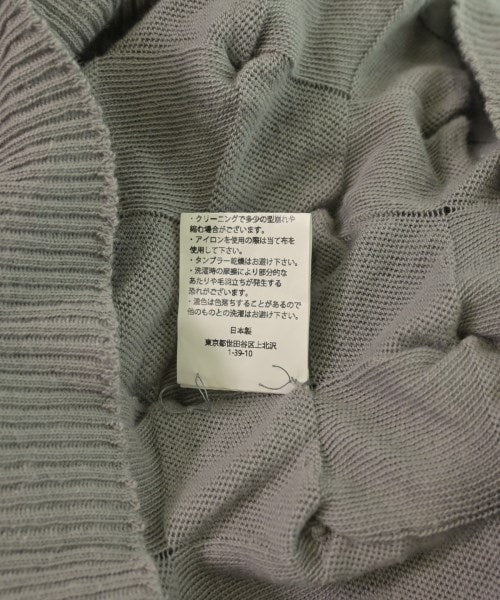 ・クリーニングで多少の型崩れや
縮む場合がございます。
・アイロンを使用の際は当て布を
使用して下さい。
・タンブラー乾燥はお避け下さい。
・洗濯時の摩擦により部分的な
あたりや毛羽立ちが発生する
恐れがございます。
・濃色は色落ちすることがあるので
他のものとの洗濯はお避け下さい。
日本製
東京都世田谷区上北沢
1-39-10